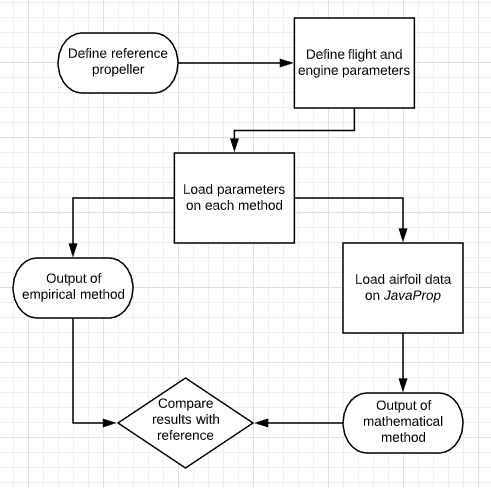 Define reference
propeller
Define flight and
engine parameters
Load parameters
on each method
Output of
empirical method
Load airfoil data
on JavaProp
Compare
results with
reference
Output of
mathematical
method